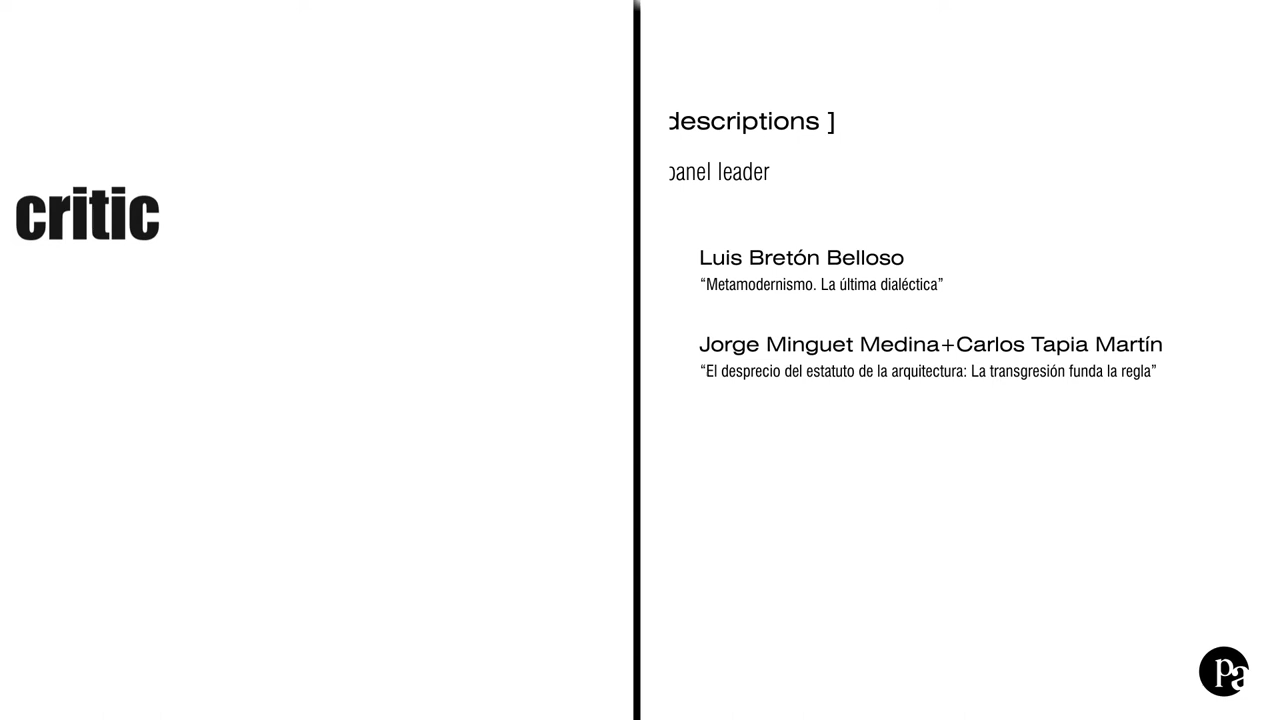 critic
descriptions ]
panel leader
Luis Bretón Belloso
“Metamodernismo. La última dialéctica”
Jorge Minguet Medina+Carlos Tapia Martín
“El desprecio del estatuto de la arquitectura: La transgresión funda la regla”
pa